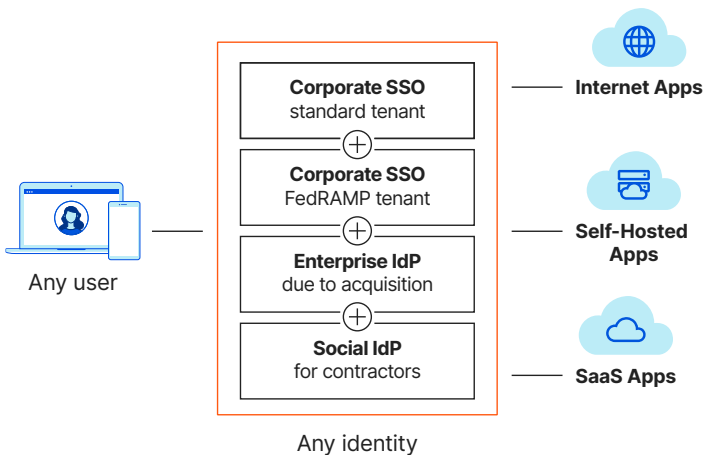 Any user
Corporate SSO
standard tenant
Corporate SSO
FedRAMP tenant
Enterprise IdP
due to acquisition
Social IdP
for contractors
Any identity
Internet Apps
Self-Hosted
Apps
SaaS Apps